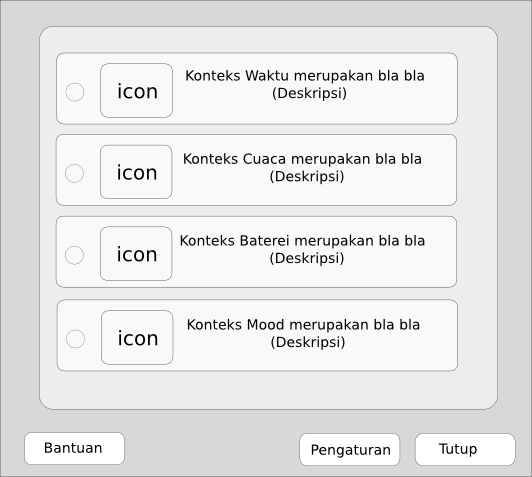 icon
Konteks Waktu merupakan bla bla
(Deskripsi)
icon
Konteks Cuaca merupakan bla bla
(Deskripsi)
icon
Konteks Baterei merupakan bla bla
(Deskripsi)
icon
Konteks Mood merupakan bla bla
(Deskripsi)
Bantuan
Pengaturan
Tutup